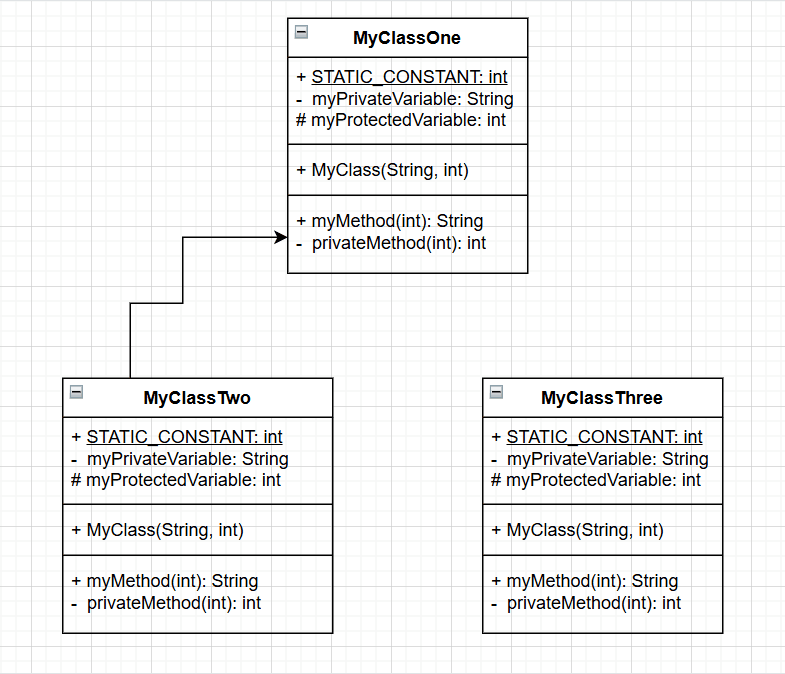 MyClassOne
+ STATIC_CONSTANT: int
- myPrivateVariable: String
# myProtectedVariable: int
+ MyClass(String, int)
+ myMethod(int): String
- privateMethod(int): int
MyClassTwo
+ STATIC_CONSTANT: int
- myPrivateVariable: String
# myProtectedVariable: int
+ MyClass(String, int)
+ myMethod(int): String
- privateMethod(int): int
MyClassThree
+ STATIC_CONSTANT: int
- myPrivateVariable: String
# myProtectedVariable: int
+ MyClass(String, int)
+ myMethod(int): String
- privateMethod(int): int